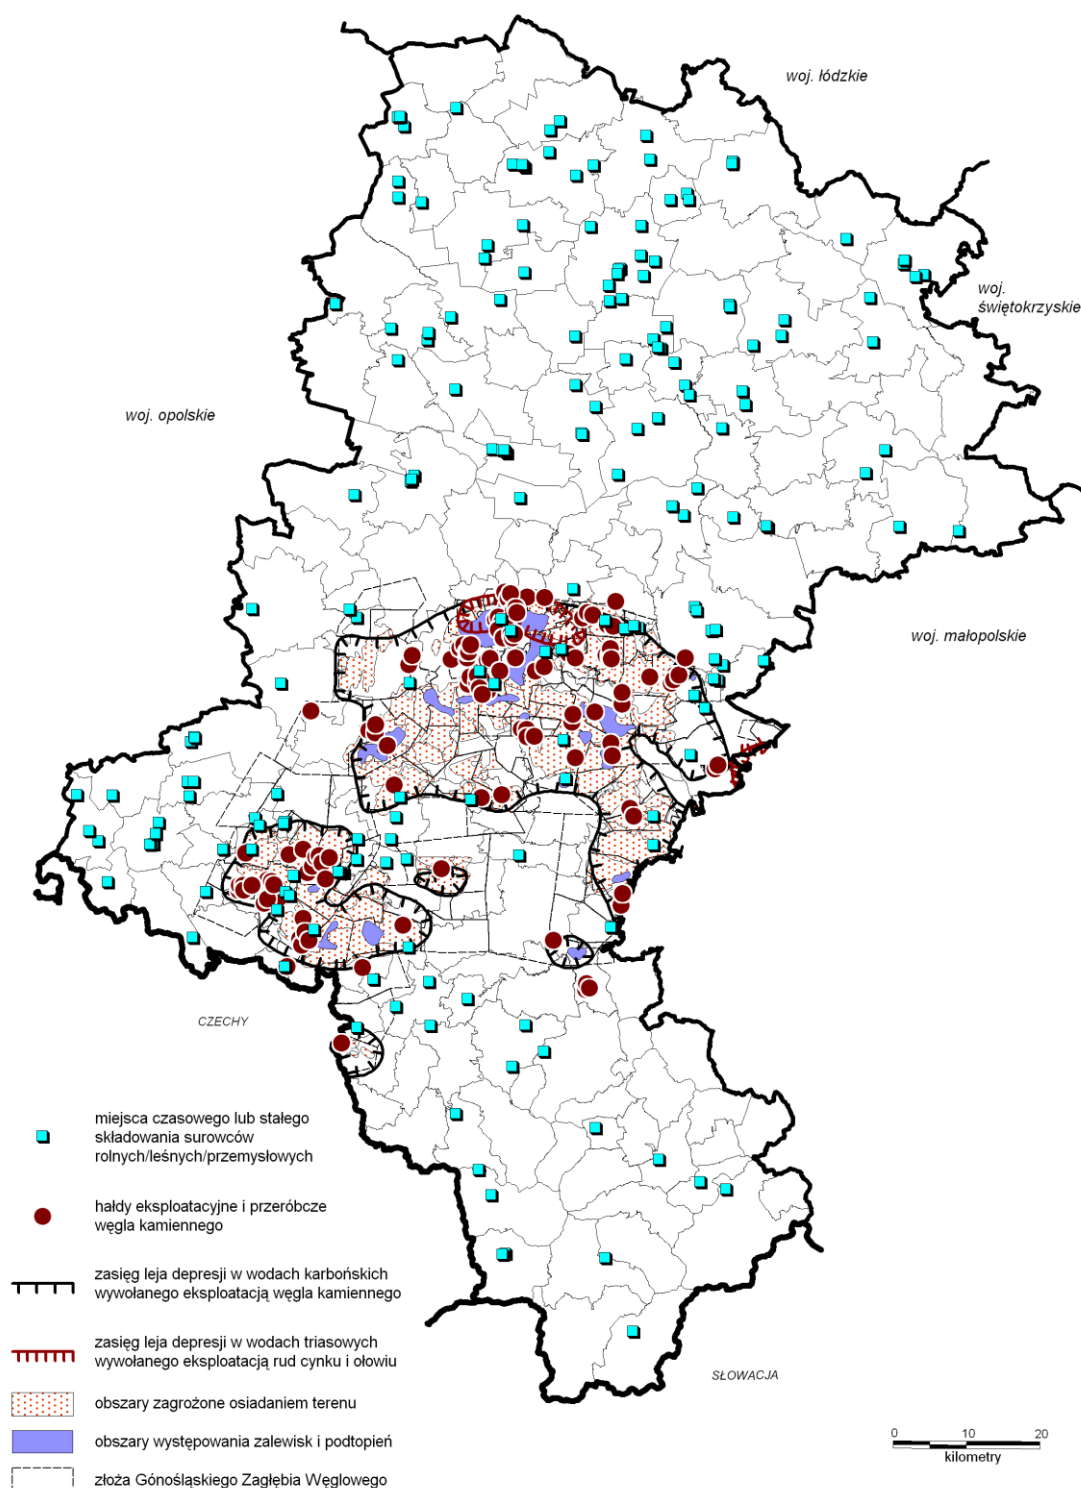 woj. łódzkie
woj.
świętokrzyskie
woj. opolskie
woj. małopolskie
CZECHY
SŁOWACJA
miejsca czasowego lub stałego
składowania surowców
rolnych/leśnych/przemysłowych
hałdy eksploatacyjne i przeróbcze
węgla kamiennego
zasięg leja depresji w wodach karbońskich
wywołanego eksploatacją węgla kamiennego
zasięg leja depresji w wodach triasowych
wywołanego eksploatacją rud cynku i ołowiu
obszary zagrożone osiadaniem terenu
obszary występowania zalewisk i podtopień
złoża Gónośląskiego Zagłębia Węglowego
0 10 20
kilometry